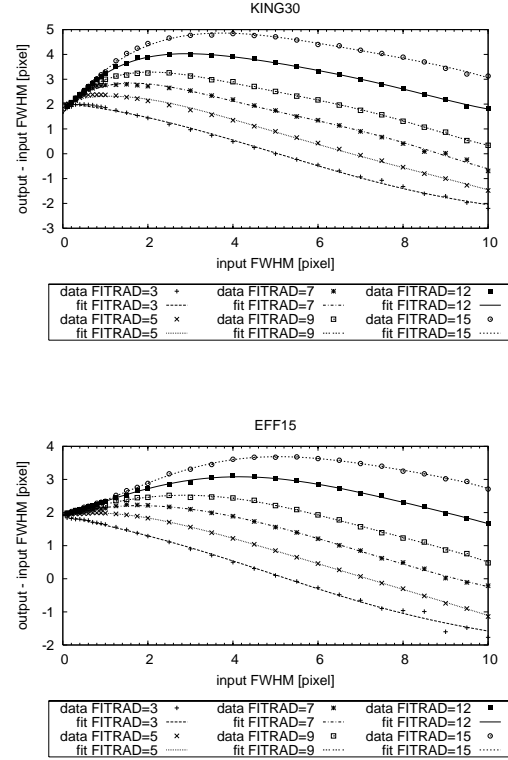 KING30
output - input FWHM [pixel]
5
4
3
2
1
0
-1
-2
-3
0 2 4 6 8 10
input FWHM [pixel]
data FITRAD=3 data FITRAD=7 data FITRAD=12
fit FITRAD=3 fit FITRAD=7 fit FITRAD=12
data FITRAD=5 data FITRAD=9 data FITRAD=15
fit FITRAD=5 fit FITRAD=9 fit FITRAD=15
EFF15
output - input FWHM [pixel]
4
3
2
1
0
-1
-2
0 2 4 6 8 10
input FWHM [pixel]
data FITRAD=3 data FITRAD=7 data FITRAD=12
fit FITRAD=3 fit FITRAD=7 fit FITRAD=12
data FITRAD=5 data FITRAD=9 data FITRAD=15
fit FITRAD=5 fit FITRAD=9 fit FITRAD=15